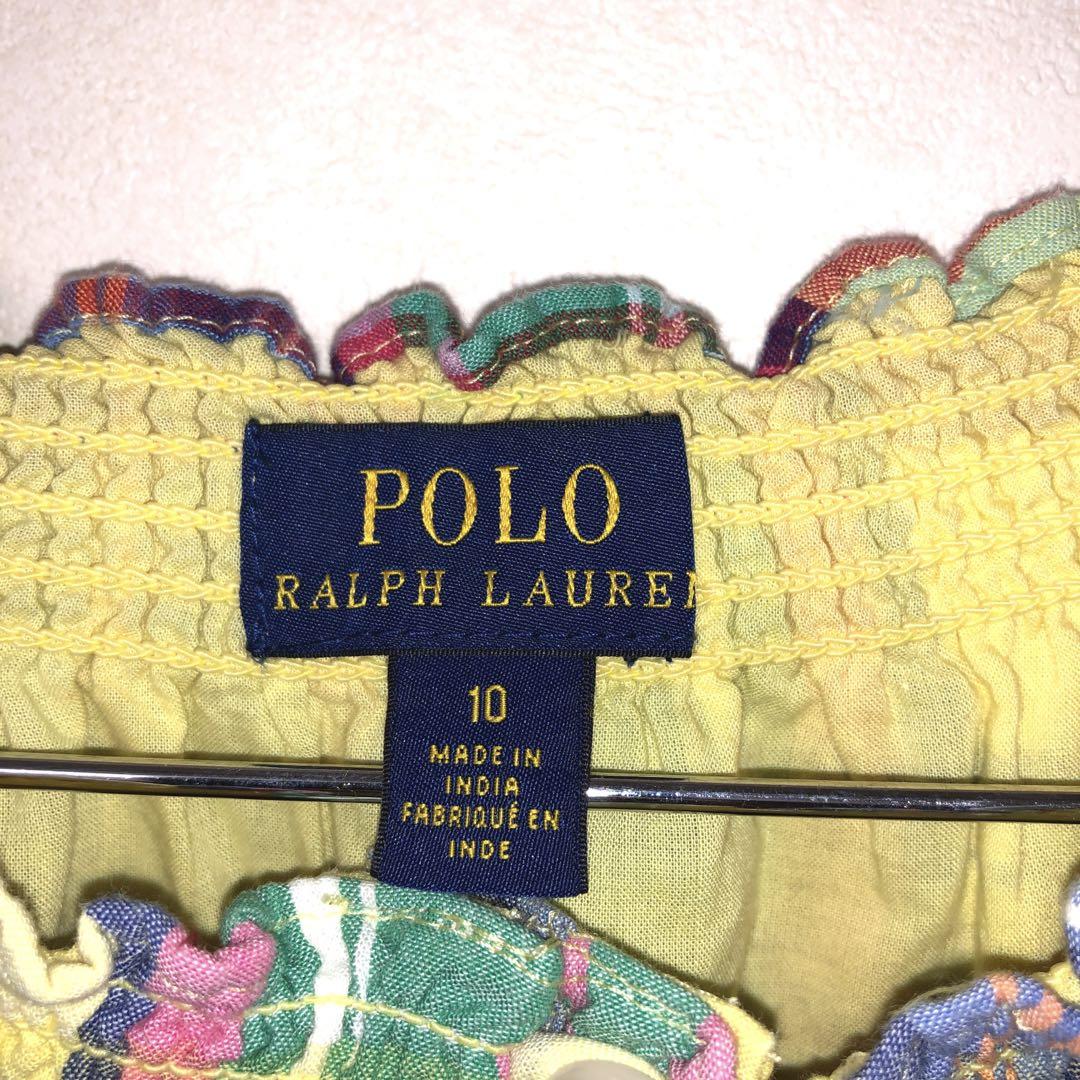 POLO
RALPH LAUREN
10
MADE IN
INDIA
FABRIQUÉ EN
INDE